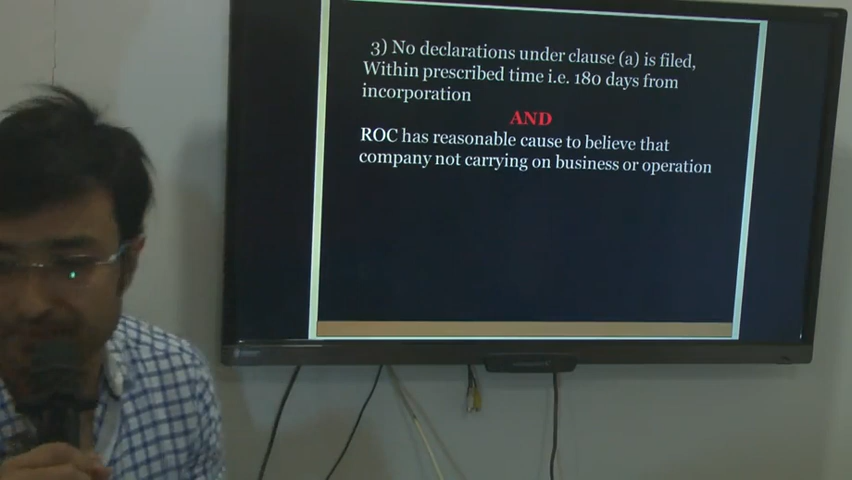 3) No declarations under clause (a) is filed,
Within prescribed time i.e. 180 days from
incorporation
AND
ROC has reasonable cause to believe that
company not carrying on business or operation